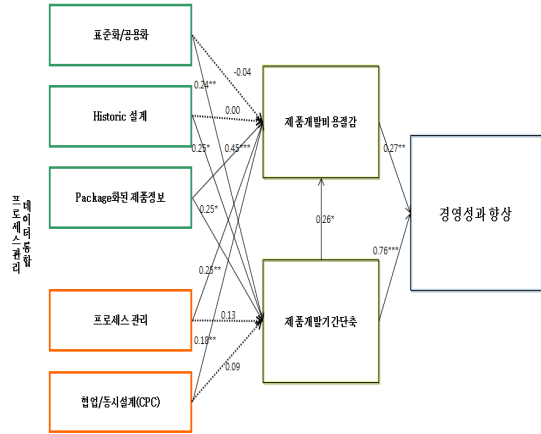 표준화/공용화
-0.04
0.24**
Historic 설계
0.00
제품개발비용절감
0.25*
0.45***
0.27**
Package화된 제품정보
데이터통합
프로세스관리
0.25*
0.26*
경영성과 향상
0.25**
0.76***
프로세스 관리
0.13
제품개발기간단축
0.18**
0.09
협업/동시설계(CPC)